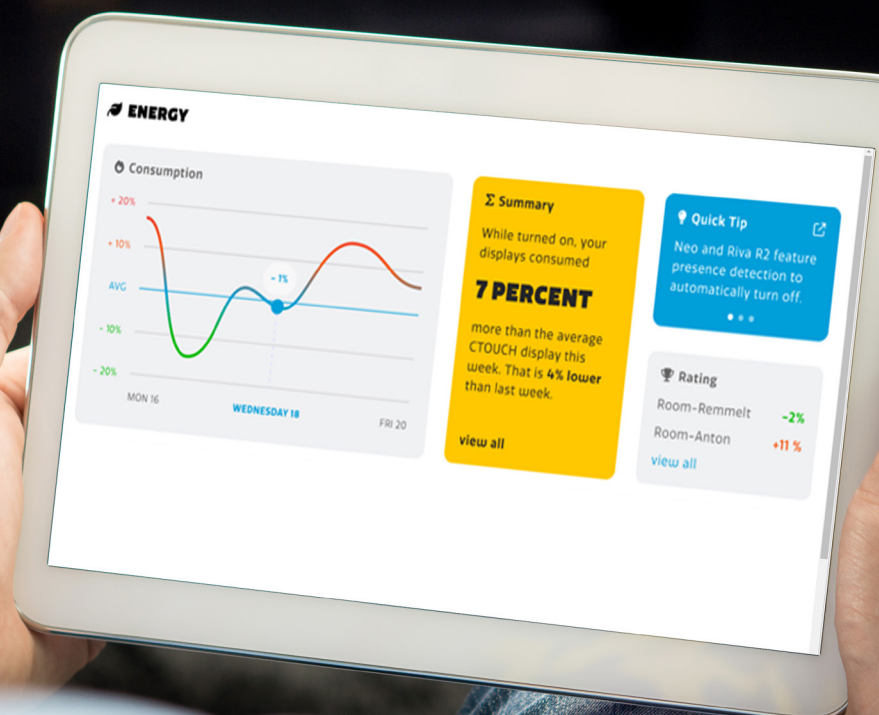 ENERGY
Consumption
+ 20%
+ 10%
AVG
- 10%
- 20%
- 1%
MON 16
WEDNESDAY 18
FRI 20
Summary
While turned on, your
displays consumed
7 PERCENT
more than the average
CTOUCH display this
week. That is 4% lower
than last week.
view all
Quick Tip
Neo and Riva R2 feature
presence detection to
automatically turn off.
Rating
Room-Remmelt -2%
Room-Anton +11 %
view all